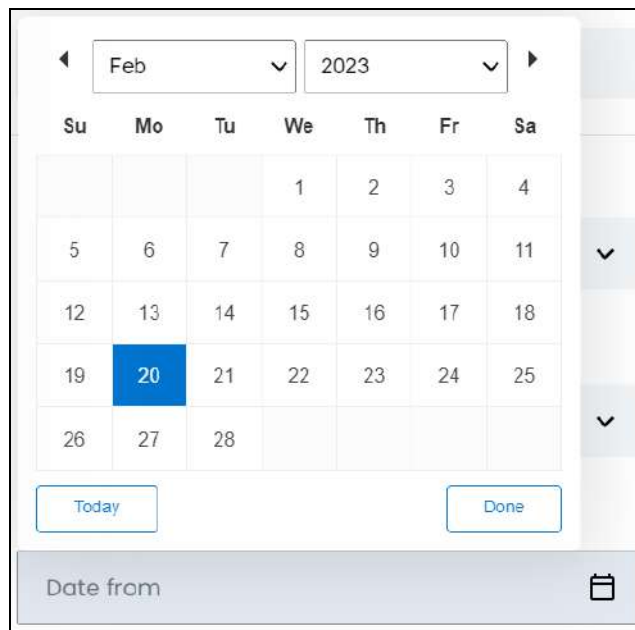 Feb 2023
Su Mo Tu We Th Fr Sa
1 2 3 4
5 6 7 8 9 10 11
12 13 14 15 16 17 18
19 20 21 22 23 24 25
26 27 28
Today Done
Date from